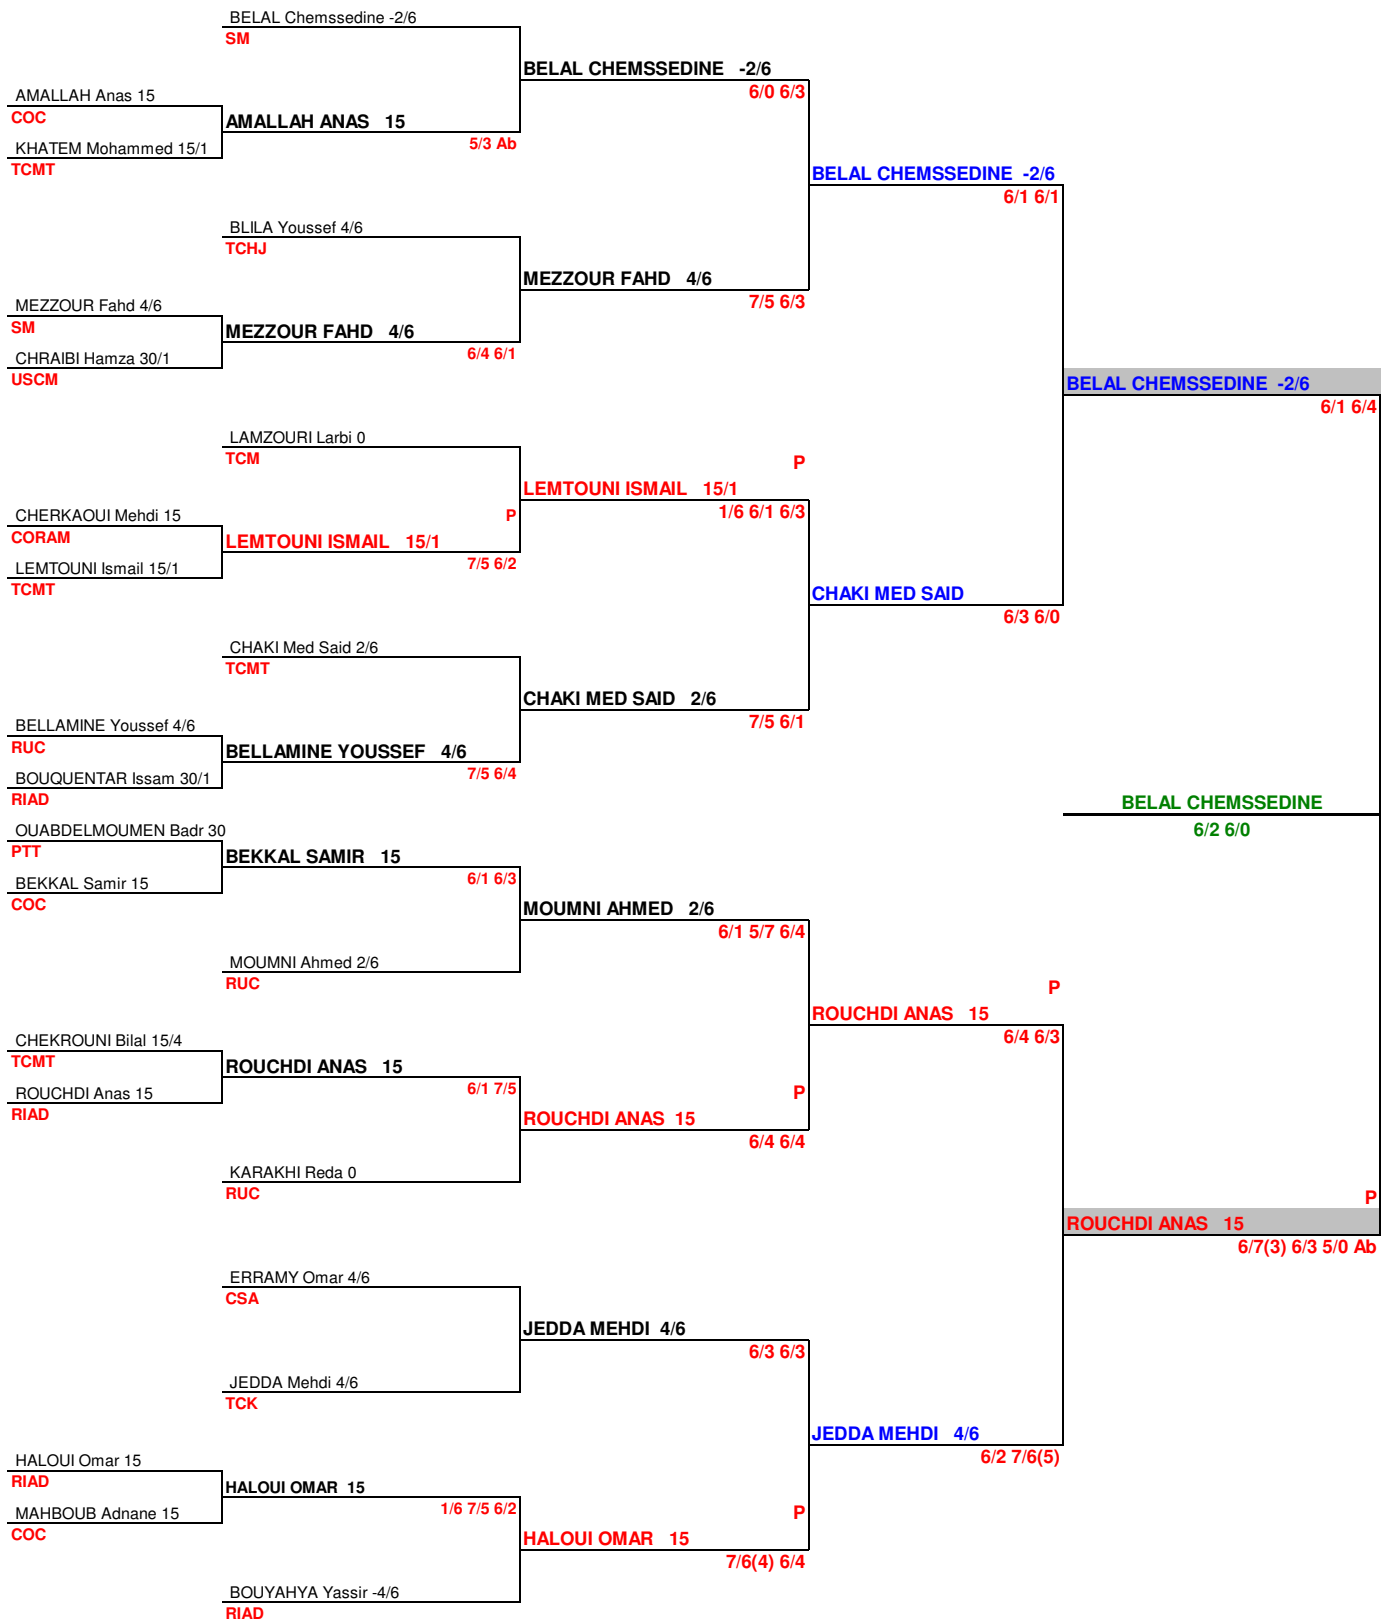 BELAL Chemssedine -2/6
SM
BELAL CHEMSSEDINE -2/6
6/0 6/3
AMALLAH Anas 15
COC
AMALLAH ANAS 15
5/3 Ab
KHATEM Mohammed 15/1
TCMT
BELAL CHEMSSEDINE -2/6
6/1 6/1
BLILA Youssef 4/6
TCHJ
MEZZOUR FAHD 4/6
7/5 6/3
MEZZOUR Fahd 4/6
SM
MEZZOUR FAHD 4/6
6/4 6/1
CHRAIBI Hamza 30/1
USCM
BELAL CHEMSSEDINE -2/6
6/1 6/4
LAMZOURI Larbi 0
TCM
P
LEMTOUNI ISMAIL 15/1
1/6 6/1 6/3
CHERKAOUI Mehdi 15
P
CORAM
LEMTOUNI ISMAIL 15/1
7/5 6/2
LEMTOUNI Ismail 15/1
TCMT
CHAKI MED SAID
6/3 6/0
CHAKI Med Said 2/6
TCMT
CHAKI MED SAID 2/6
7/5 6/1
BELLAMINE Youssef 4/6
RUC
BELLAMINE YOUSSEF 4/6
7/5 6/4
BOUQUENTAR Issam 30/1
RIAD
BELAL CHEMSSEDINE
6/2 6/0
OUABDELMOUMEN Badr 30
PTT
BEKKAL SAMIR 15
6/1 6/3
BEKKAL Samir 15
COC
MOUMNI AHMED 2/6
6/1 5/7 6/4
MOUMNI Ahmed 2/6
RUC
P
ROUCHDI ANAS 15
6/4 6/3
CHEKROUNI Bilal 15/4
TCMT
ROUCHDI ANAS 15
6/1 7/5
ROUCHDI Anas 15
RIAD
P
ROUCHDI ANAS 15
6/4 6/4
KARAKHI Reda 0
RUC
P
ROUCHDI ANAS 15
6/7(3) 6/3 5/0 Ab
ERRAMY Omar 4/6
CSA
JEDDA MEHDI 4/6
6/3 6/3
JEDDA Mehdi 4/6
TCK
JEDDA MEHDI 4/6
6/2 7/6(5)
HALOUI Omar 15
RIAD
HALOUI OMAR 15
1/6 7/5 6/2
MAHBOUB Adnane 15
COC
P
HALOUI OMAR 15
7/6(4) 6/4
BOUYAHYA Yassir -4/6
RIAD